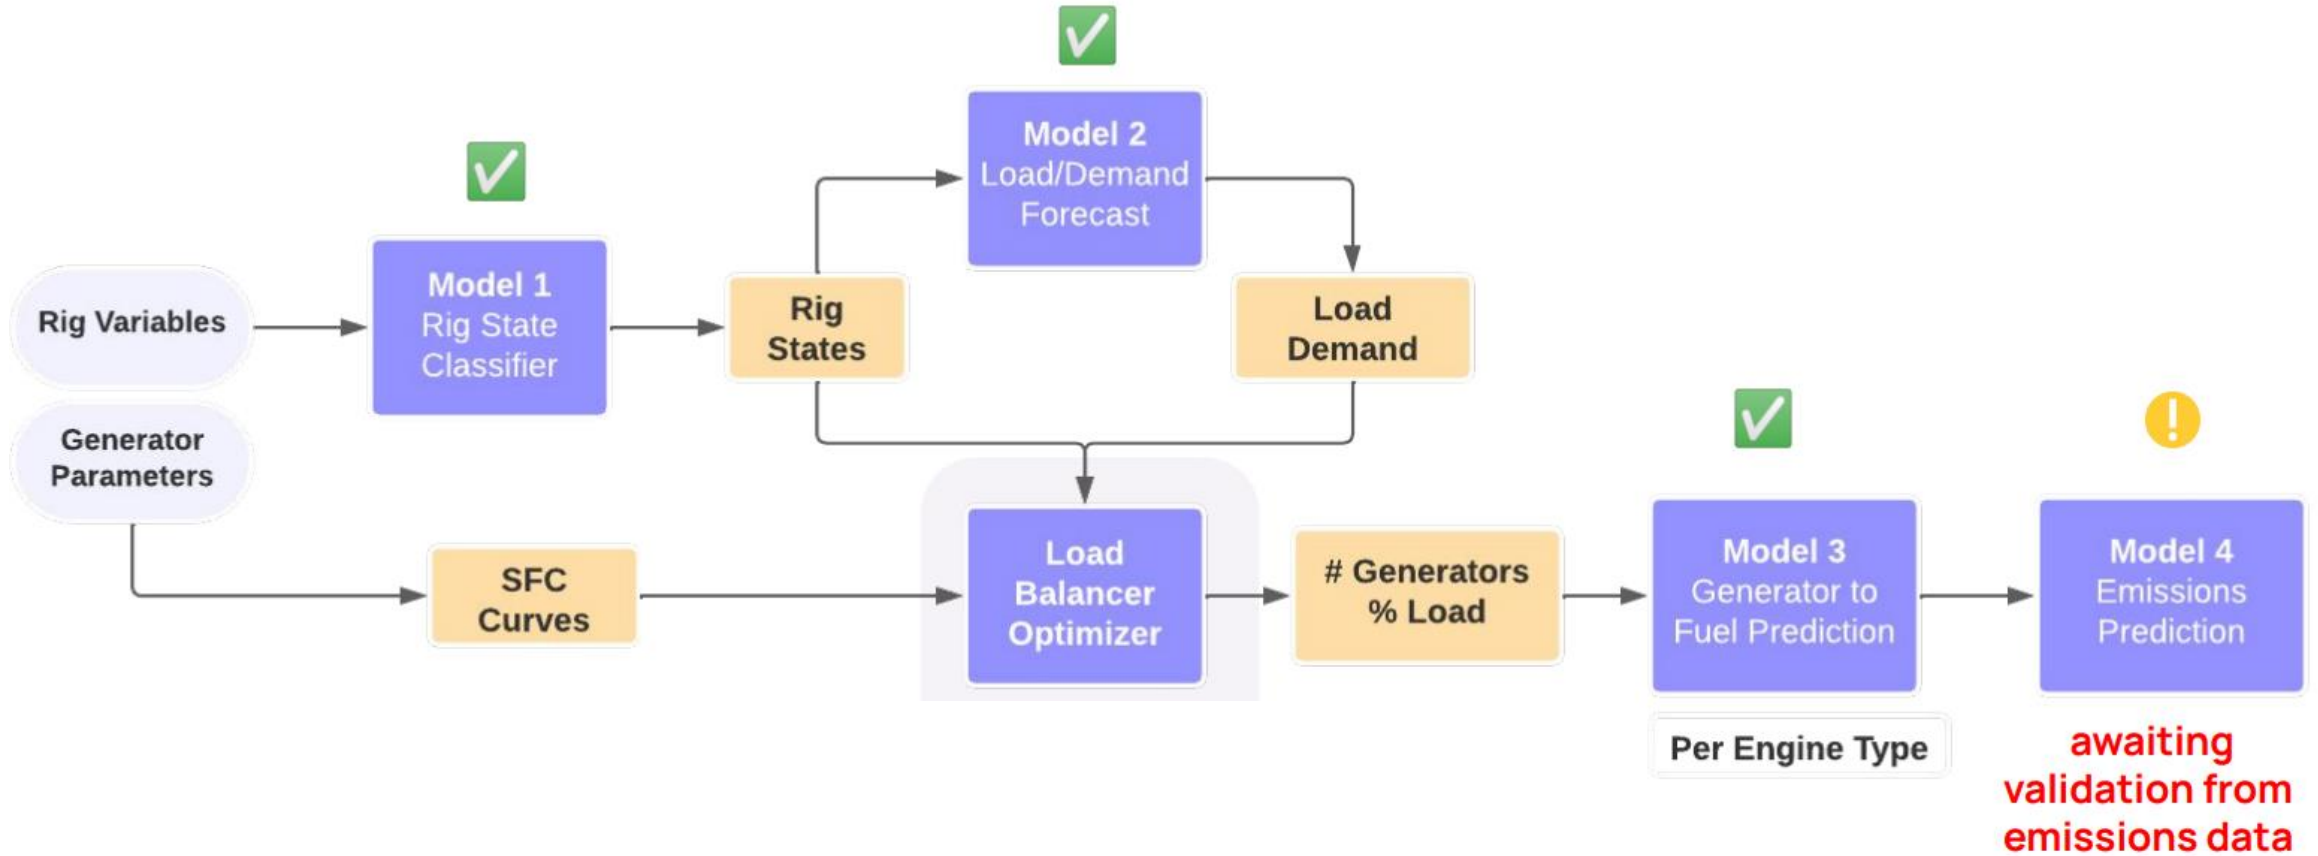 Model 2
Load/Demand
Forecast
Rig Variables
Model 1
Rig State
Classifier
Rig
States
Load
Demand
Generator
Parameters
SFC
Curves
Load
Balancer
Optimizer
# Generators
% Load
Model 3
Generator to
Fuel Prediction
Per Engine Type
Model 4
Emissions
Prediction
awaiting
validation from
emissions data